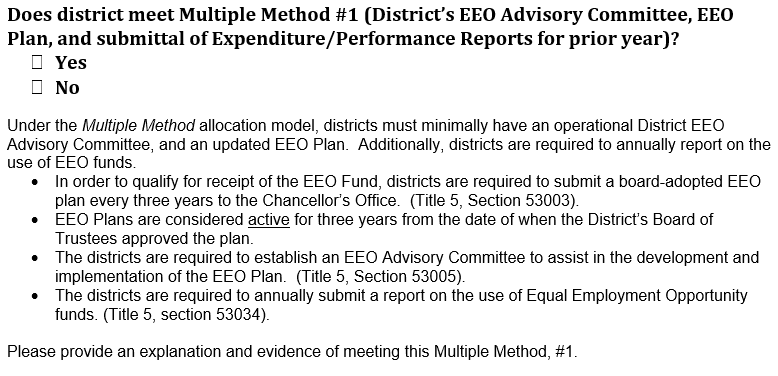 Does district meet Multiple Method #1 (District’s EEO Advisory Committee, EEO
Plan, and submittal of Expenditure/Performance Reports for prior year)?
☐ Yes
☐ No
Under the Multiple Method allocation model, districts must minimally have an operational District EEO
Advisory Committee, and an updated EEO Plan.  Additionally, districts are required to annually report on the
use of EEO funds.
• In order to qualify for receipt of the EEO Fund, districts are required to submit a board-adopted EEO
plan every three years to the Chancellor’s Office.  (Title 5, Section 53003).
• EEO Plans are considered active for three years from the date of when the District’s Board of
Trustees approved the plan.
• The districts are required to establish an EEO Advisory Committee to assist in the development and
implementation of the EEO Plan.  (Title 5, Section 53005).
• The districts are required to annually submit a report on the use of Equal Employment Opportunity
funds. (Title 5, section 53034).
Please provide an explanation and evidence of meeting this Multiple Method, #1.